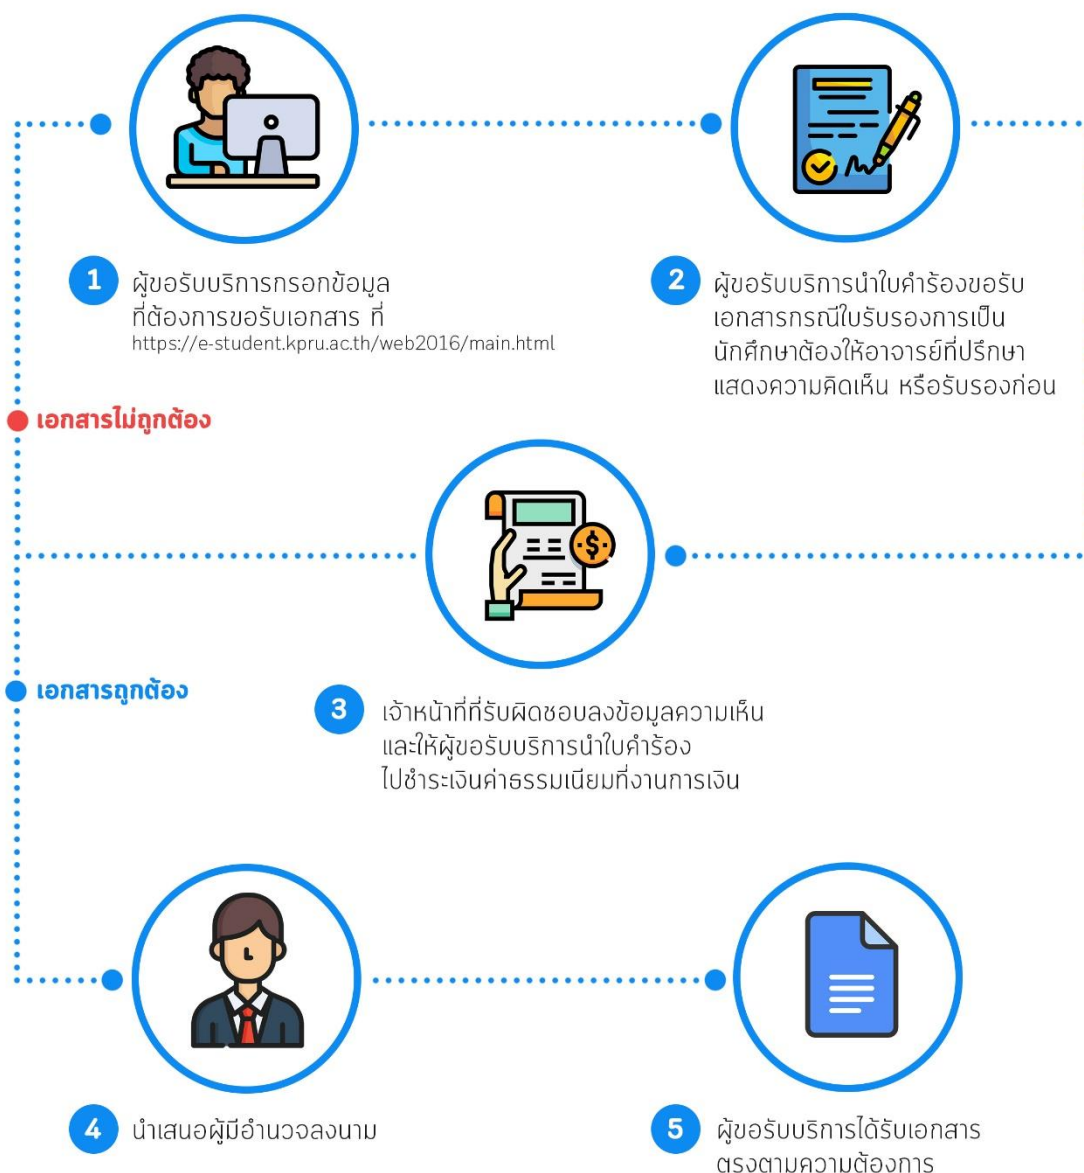 1 ผู้ขอรับบริการกรอกข้อมูล
ที่ต้องการขอรับเอกสาร ที่
https://e-student.kpru.ac.th/web2016/main.html
2 ผู้ขอรับบริการนำใบคำร้องขอรับ
เอกสารกรณีใบรับรองการเป็น
นักศึกษาต้องให้อาจารย์ที่ปรึกษา
แสดงความคิดเห็น หรือรับรองก่อน
เอกสารไม่ถูกต้อง
เอกสารถูกต้อง
3 เจ้าหน้าที่ที่รับผิดชอบลงข้อมูลความเห็น
และให้ผู้ขอรับบริการนำใบคำร้อง
ไปชำระเงินค่าธรรมเนียมที่งานการเงิน
4 นำเสนอผู้มีอำนวจลงนาม
5 ผู้ขอรับบริการได้รับเอกสาร
ตรงตามความต้องการ